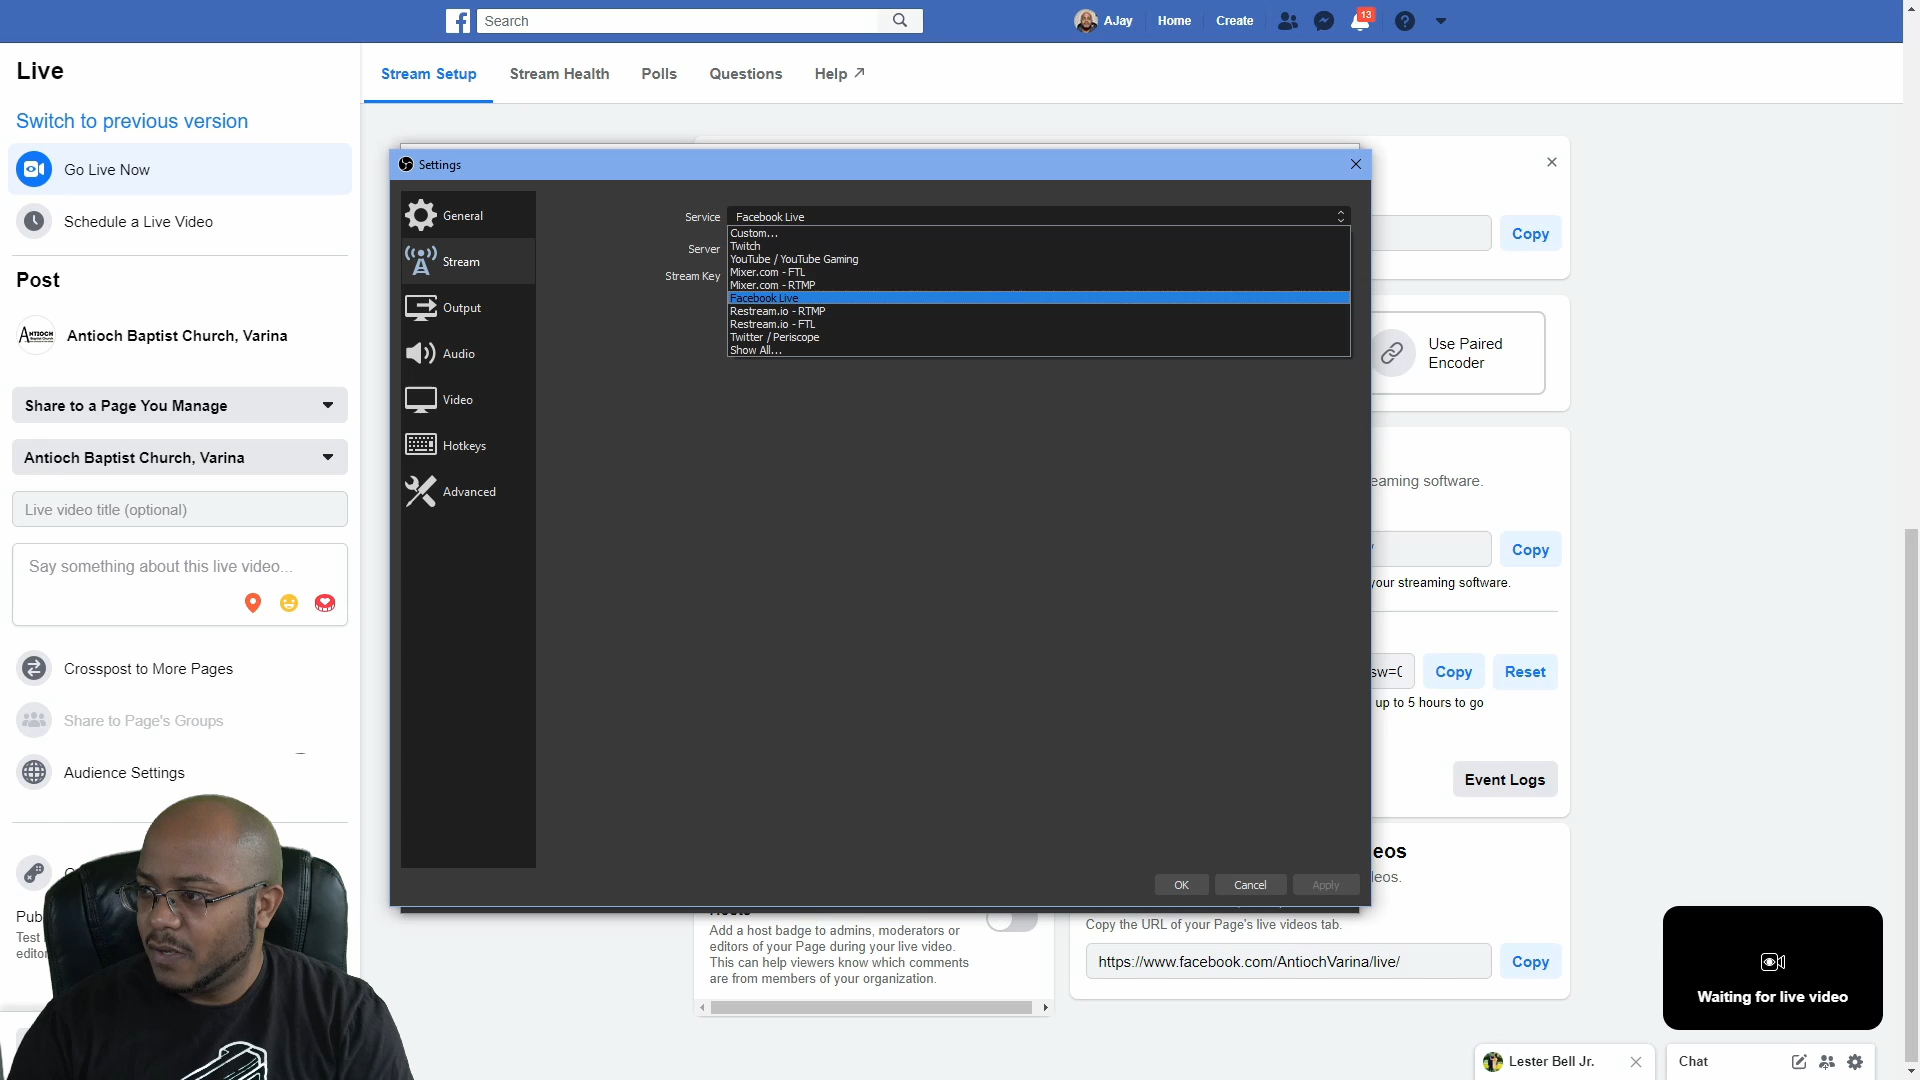 Search
AJay
Home
Create
13
Live
Switch to previous version
Go Live Now
Schedule a Live Video
Post
ANTIOCH
Antioch Baptist Church, Varina
Share to a Page You Manage
Antioch Baptist Church, Varina
Live video title (optional)
Say something about this live video...
Crosspost to More Pages
Share to Page's Groups
Audience Settings
Pub
Test
editor
Stream Setup
Stream Health
Polls
Questions
Help
Settings
General
Stream
Output
Audio
Video
Hotkeys
Advanced
Service
Facebook Live
Server
Stream Key
Custom...
Twitch
YouTube / YouTube Gaming
Mixer.com - FTL
Mixer.com - RTMP
Facebook Live
Restream.io - RTMP
Restream.io - FTL
Twitter / Periscope
Show All...
OK
Cancel
Apply
Copy
Use Paired
Encoder
eaming software.
Copy
your streaming software.
sw=0
Copy
Reset
up to 5 hours to go
Event Logs
eos
leos.
Copy the URL of your Page's live videos tab.
https://www.facebook.com/AntiochVarina/live/
Copy
Add a host badge to admins, moderators or
editors of your Page during your live video.
This can help viewers know which comments
are from members of your organization.
Waiting for live video
Lester Bell Jr.
Chat